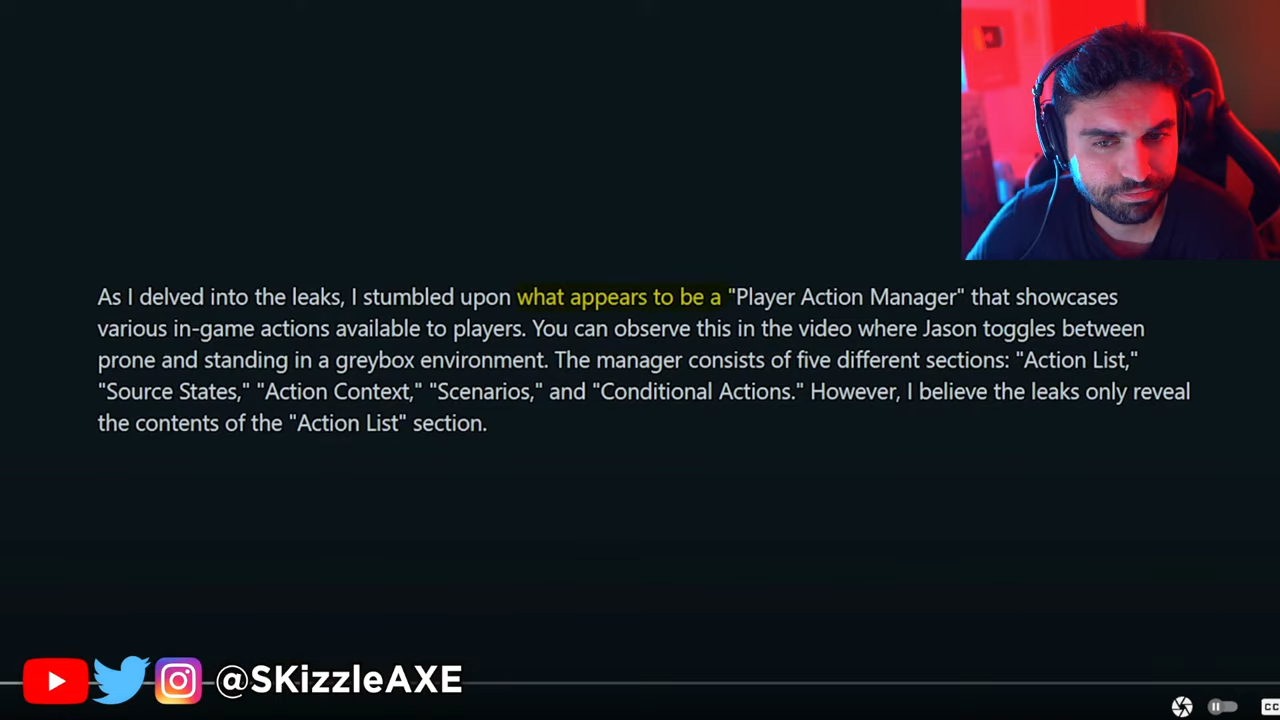 As I delved into the leaks, I stumbled upon what appears to be a "Player Action Manager" that showcases
various in-game actions available to players. You can observe this in the video where Jason toggles between
prone and standing in a greybox environment. The manager consists of five different sections: "Action List,"
"Source States," "Action Context," "Scenarios," and "Conditional Actions." However, I believe the leaks only reveal
the contents of the "Action List" section.
@SKizzleAXE
CC